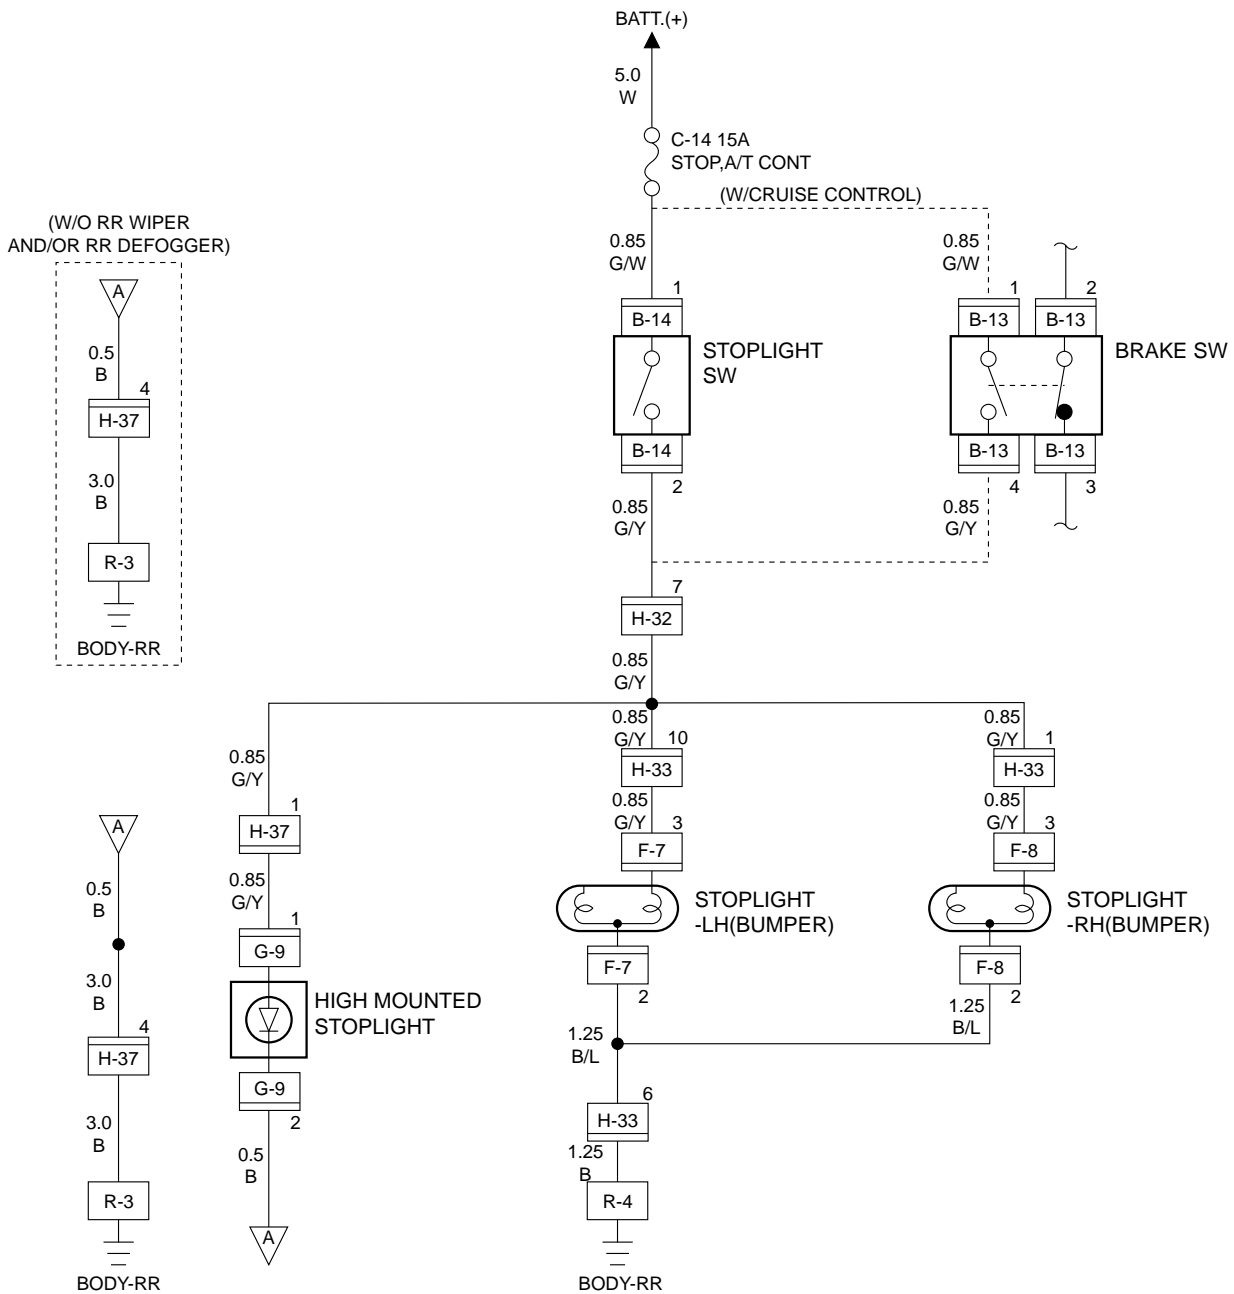 BATT.(+)
5.0
W
C-14 15A
STOP,A/T CONT
(W/CRUISE CONTROL)
(W/O RR WIPER
AND/OR RR DEFOGGER)
A
0.5
B
4
H-37
3.0
B
R-3
BODY-RR
0.85
G/W
1
B-14
STOPLIGHT
SW
B-14
2
0.85
G/Y
0.85
G/W
1
2
B-13
B-13
BRAKE SW
B-13
B-13
4
3
0.85
G/Y
7
H-32
0.85
G/Y
0.85
G/Y
1
H-37
0.85
G/Y
1
G-9
HIGH MOUNTED
STOPLIGHT
G-9
2
0.5
B
A
A
0.5
B
3.0
B
4
H-37
3.0
B
R-3
BODY-RR
0.85
G/Y
10
H-33
0.85
G/Y
3
F-7
STOPLIGHT
-LH(BUMPER)
F-7
2
1.25
B/L
6
H-33
1.25
B
R-4
BODY-RR
0.85
G/Y
1
H-33
0.85
G/Y
3
F-8
STOPLIGHT
-RH(BUMPER)
F-8
2
1.25
B/L